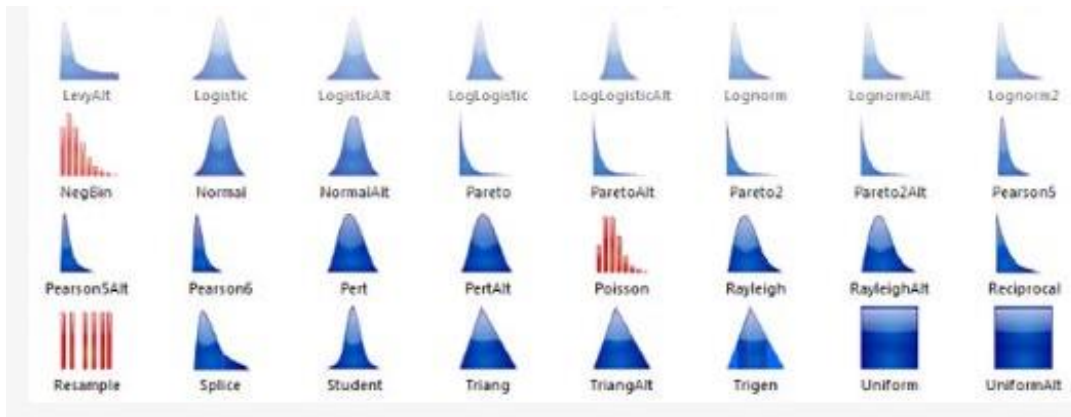 LevyAlt Logistic LogisticAlt LogLogistic LogLogisticAlt Lognorm LognormAlt Lognorm2
NegBin Normal NormalAlt Pareto ParetoAlt Pareto2 Pareto2Alt Pearson5
Pearson5Alt Pearson6 Pert PertAlt Poisson Rayleigh RayleighAlt Reciprocal
Resample Splice Student Triang TriangAlt Trigen Uniform UniformAlt